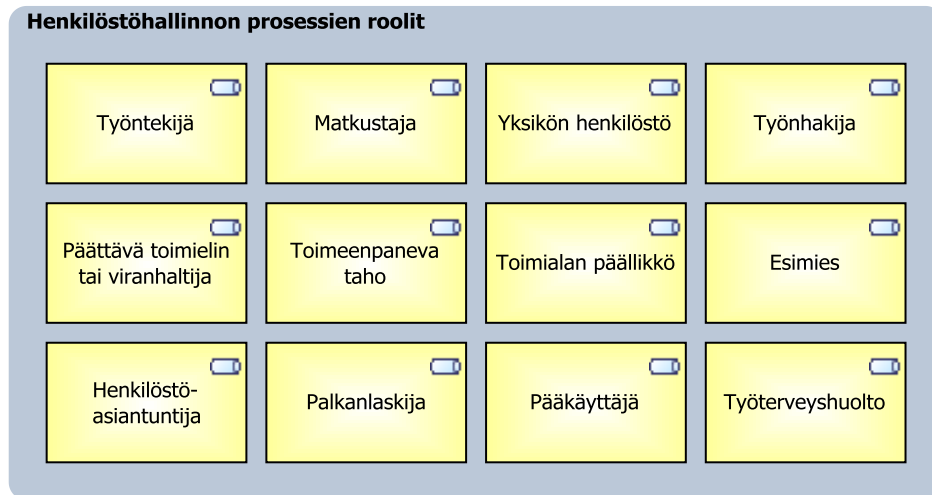 Henkilöstöhallinnon prosessien roolit
Työntekijä
Matkustaja
Yksikön henkilöstö
Työnhakija
Päättävä toimielin
tai viranhaltija
Toimeenpaneva
taho
Toimialan päällikkö
Esimies
Henkilöstö-
asiantuntija
Palkanlaskija
Pääkäyttäjä
Työterveyshuolto